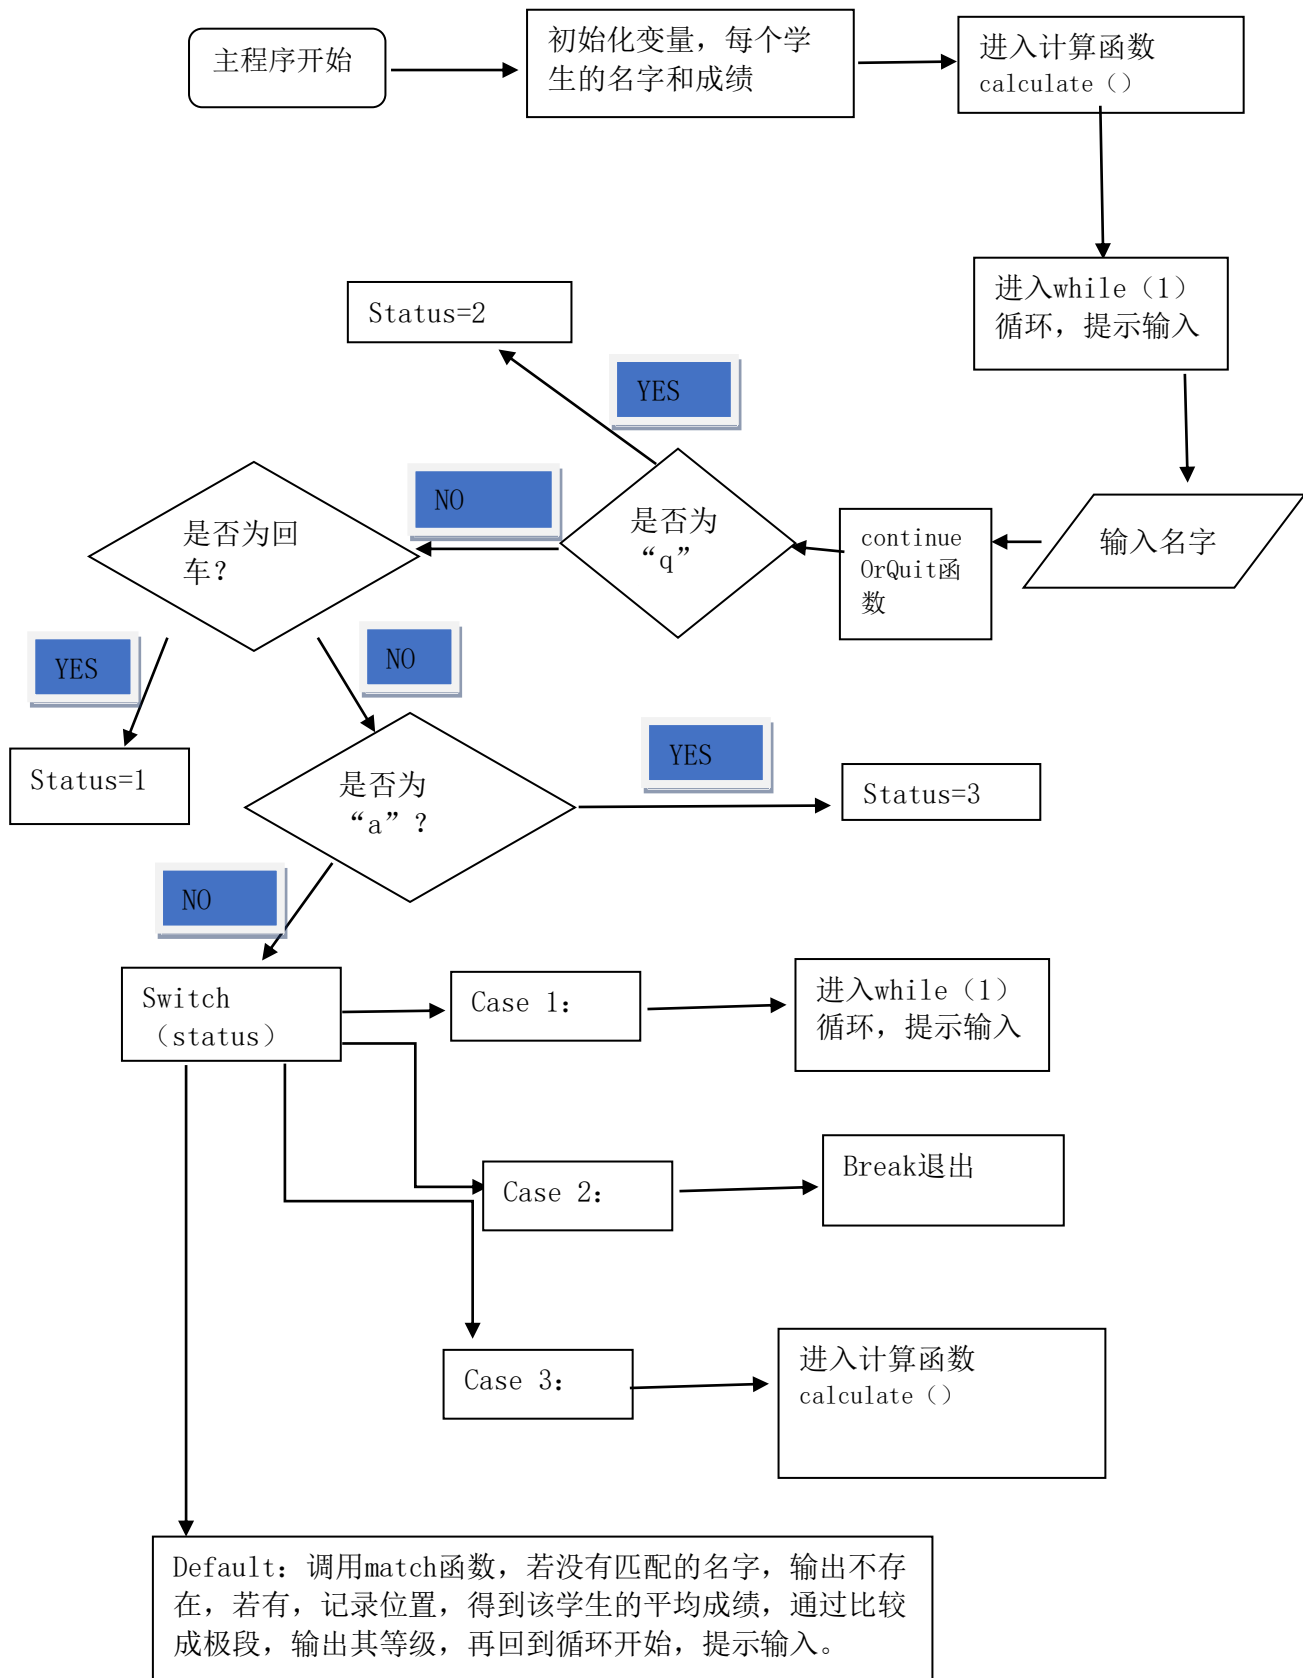 主程序开始
初始化变量，每个学
生的名字和成绩
进入计算函数
calculate（）
进入while（1）
循环，提示输入
Status=2
YES
NO
是否为
“q”
continue
OrQuit函
数
输入名字
是否为回
车？
YES
NO
Status=1
是否为
“a”？
YES
Status=3
NO
Switch
（status）
Case 1：
进入while（1）
循环，提示输入
Case 2：
Break退出
Case 3：
进入计算函数
calculate（）
Default：调用match函数，若没有匹配的名字，输出不存
在，若有，记录位置，得到该学生的平均成绩，通过比较
成极段，输出其等级，再回到循环开始，提示输入。